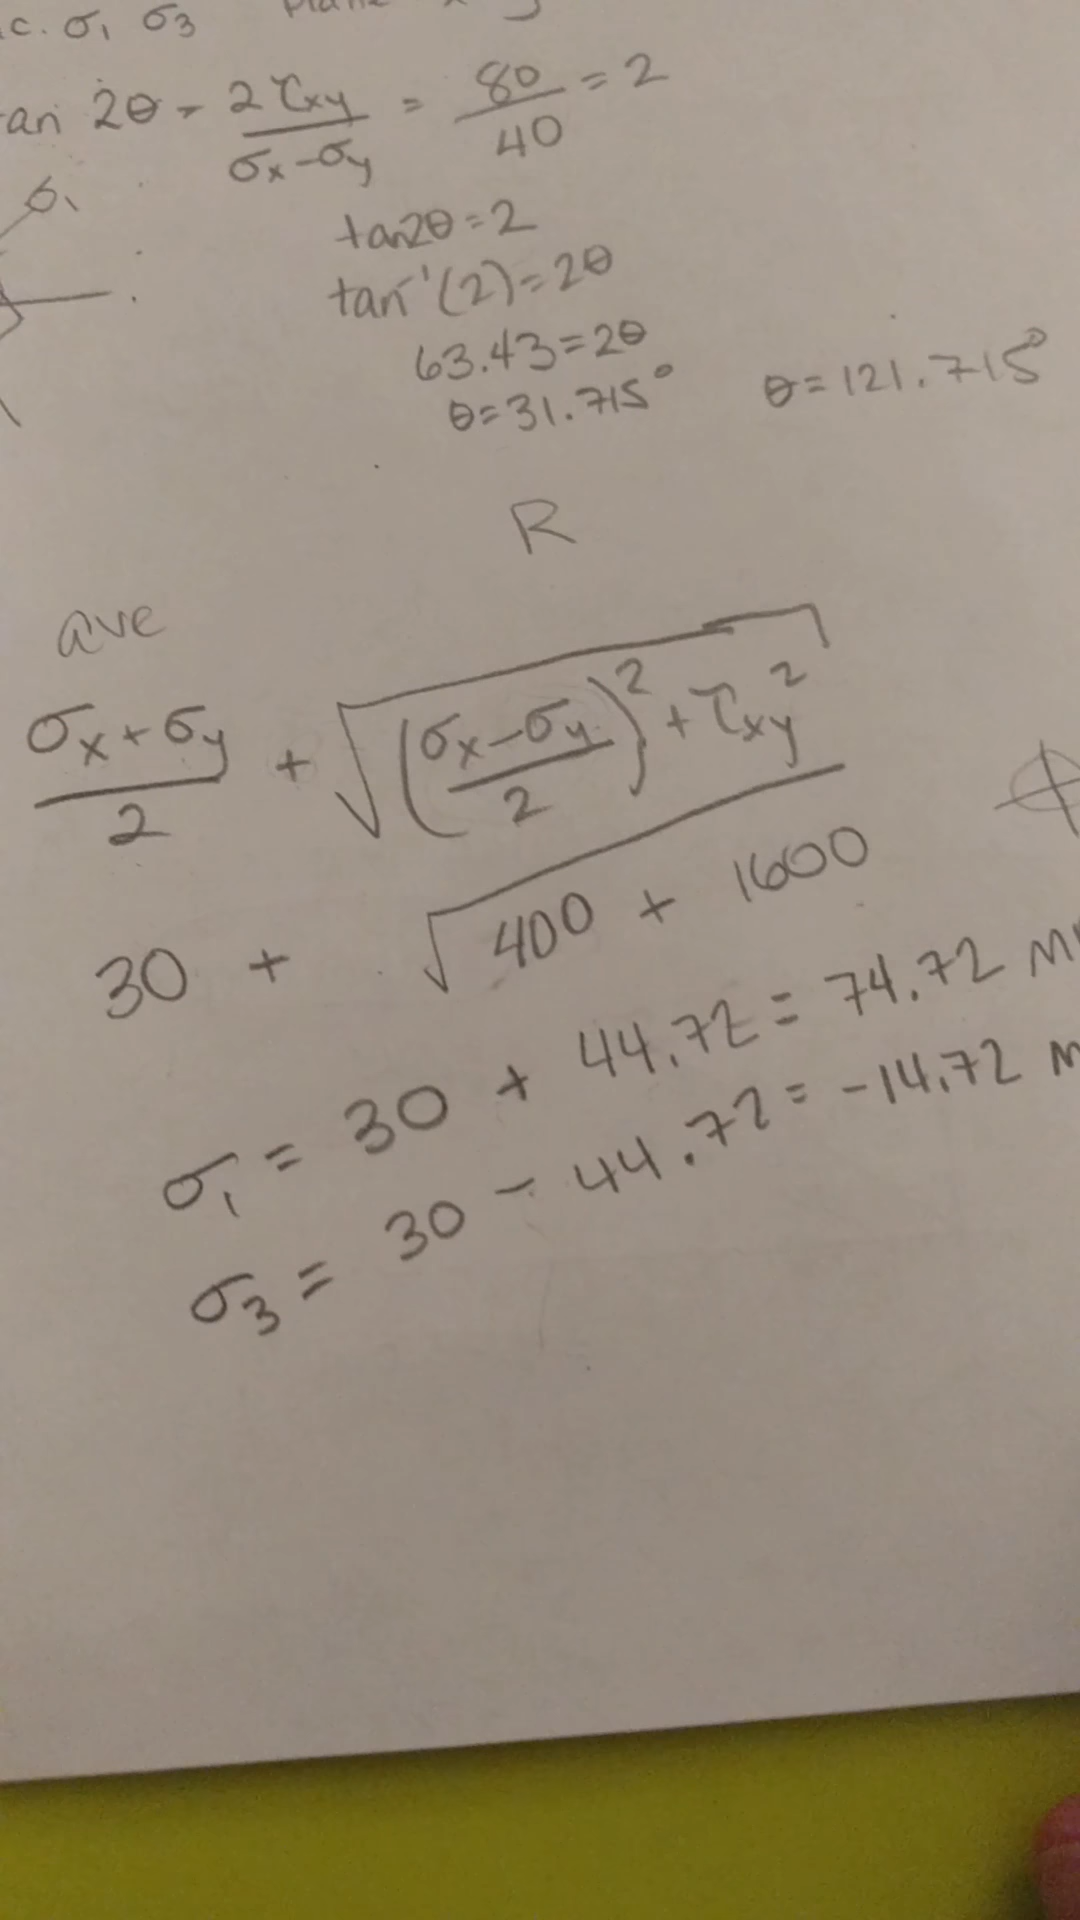 c. σ₁ σ₃
an 2θ = 2τxy / σx-σy = 80/40 = 2
σ₁
tan2θ=2
tan⁻¹(2)=2θ
63.43=2θ
θ=31.715° θ=121.715°
R
ave
σx+σy / 2 + √((σx-σy / 2)² + τxy²)
30 + √400 + 1600
σ₁ = 30 + 44.72 = 74.72 M
σ₃ = 30 - 44.72 = -14.72 M